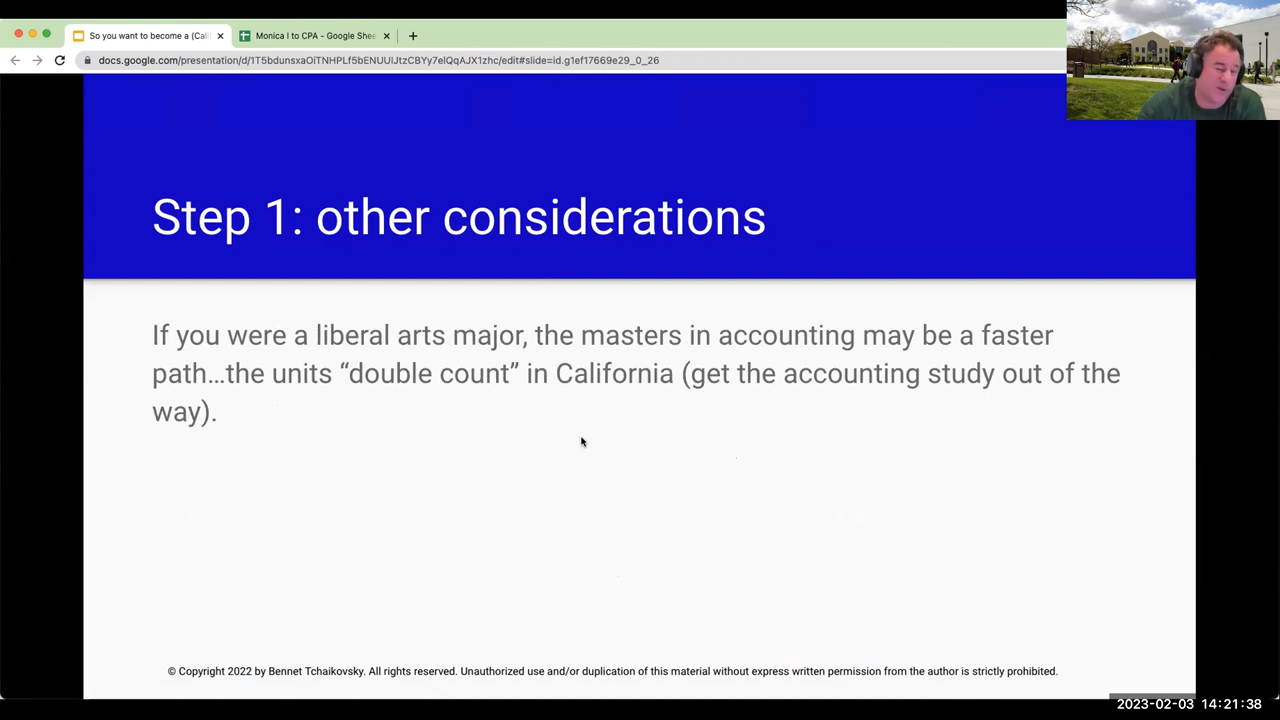 So you want to become a (Cali
Monica I to CPA - Google Shee
docs.google.com/presentation/d/1T5bdunsxaOiTNHPLf5bENUUlJtzCBYy7elQqAJX1zhc/edit#slide=id.g1ef17669e29_0_26
Step 1: other considerations
If you were a liberal arts major, the masters in accounting may be a faster
path…the units “double count” in California (get the accounting study out of the
way).
© Copyright 2022 by Bennet Tchaikovsky. All rights reserved. Unauthorized use and/or duplication of this material without express written permission from the author is strictly prohibited.
2023-02-03 14:21:38